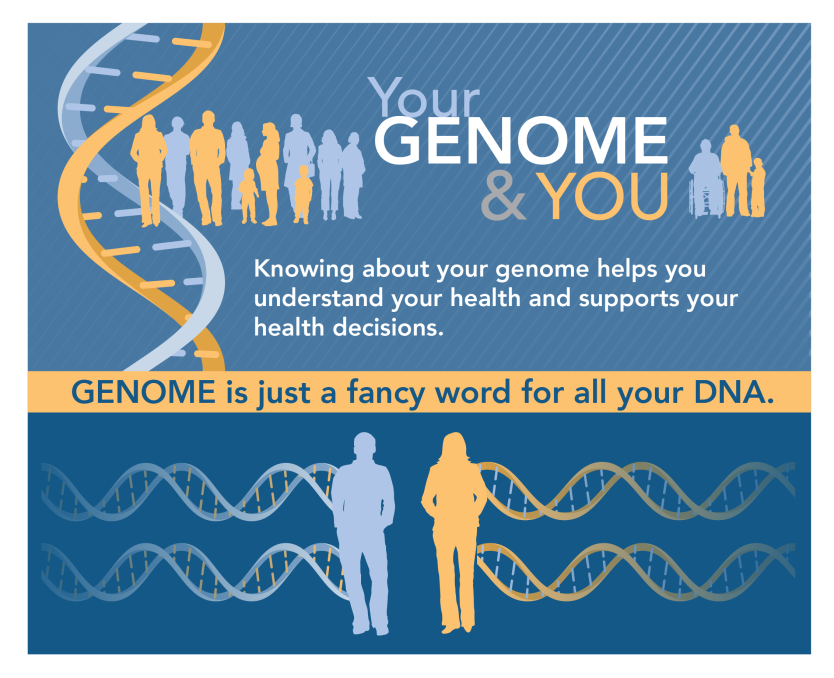 Your
GENOME
& YOU
Knowing about your genome helps you
understand your health and supports your
health decisions.
GENOME is just a fancy word for all your DNA.